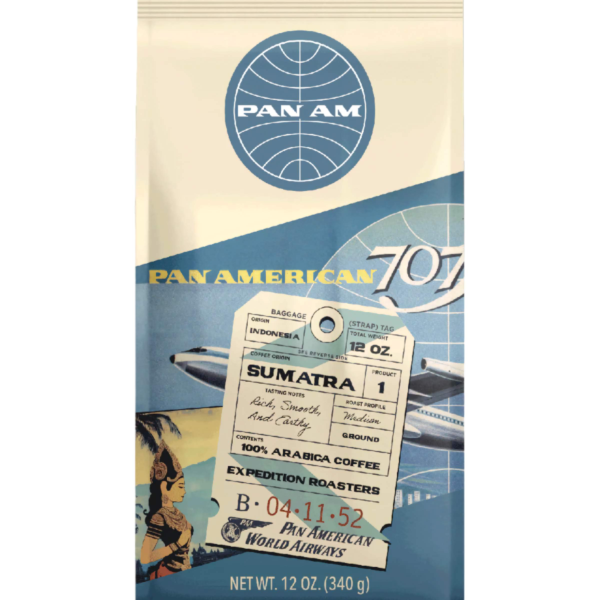 PAN AM
PAN AMERICAN 707
BAGGAGE (STRAP) TAG
ORIGIN
INDONESIA
TOTAL WEIGHT
12 OZ.
COFFEE ORIGIN
SUMATRA
PRODUCT
1
TASTING NOTES
Rich, Smooth,
And Earthy
ROAST PROFILE
Medium
GROUND
CONTENTS
100% ARABICA COFFEE
EXPEDITION ROASTERS
B · 04·11·52
PAN AMERICAN
WORLD AIRWAYS
NET WT. 12 OZ. (340 g)